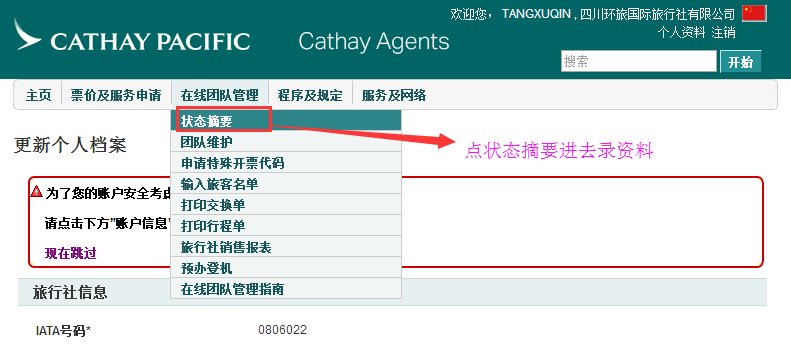 欢迎您， TANGXUQIN , 四川环旅国际旅行社有限公司
个人资料 注销
CATHAY PACIFIC Cathay Agents
搜索 开始
主页 票价及服务申请 在线团队管理 程序及规定 服务及网络
状态摘要
团队维护
点状态摘要进去录资料
更新个人档案
申请特殊开票代码
输入旅客名单
为了您的账户安全考虑
打印交换单
请点击下方"账户信息"
打印行程单
旅行社销售报表
现在跳过
预办登机
在线团队管理指南
旅行社信息
IATA号码* 0806022